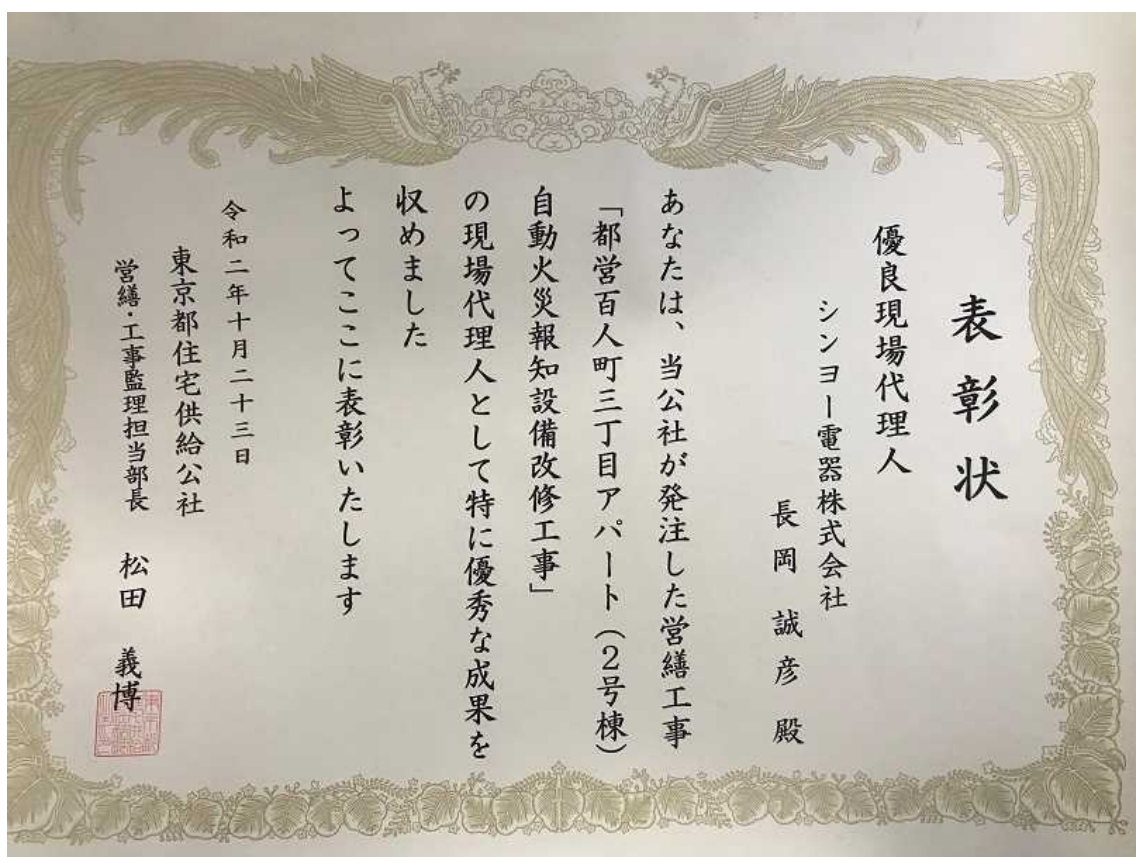 表彰状
優良現場代理人
シンヨー電器株式会社
長岡誠彦殿
あなたは、当公社が発注した営繕工事
「都営百人町三丁目アパート(2号棟)
自動火災報知設備改修工事」
の現場代理人として特に優秀な成果を
収めました
よってここに表彰いたします
令和二年十月二十三日
東京都住宅供給公社
営繕・工事監理担当部長 松田 義博